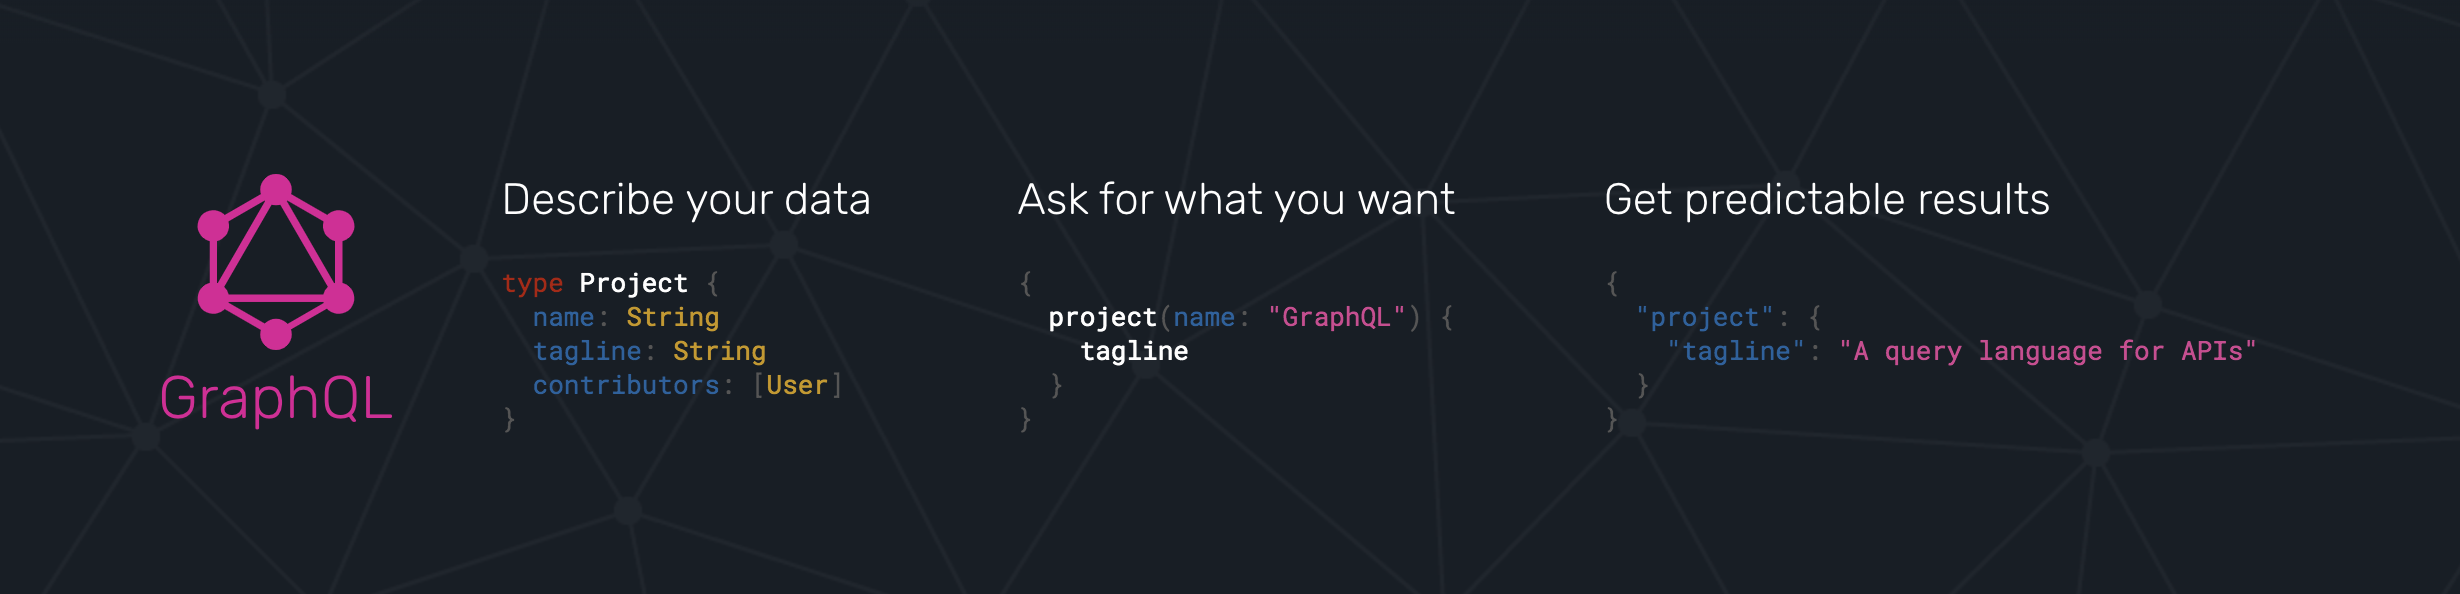 GraphQL
Describe your data
type Project {
  name: String
  tagline: String
  contributors: [User]
}
Ask for what you want
{
  project(name: "GraphQL") {
    tagline
  }
}
Get predictable results
{
  "project": {
    "tagline": "A query language for APIs"
  }
}